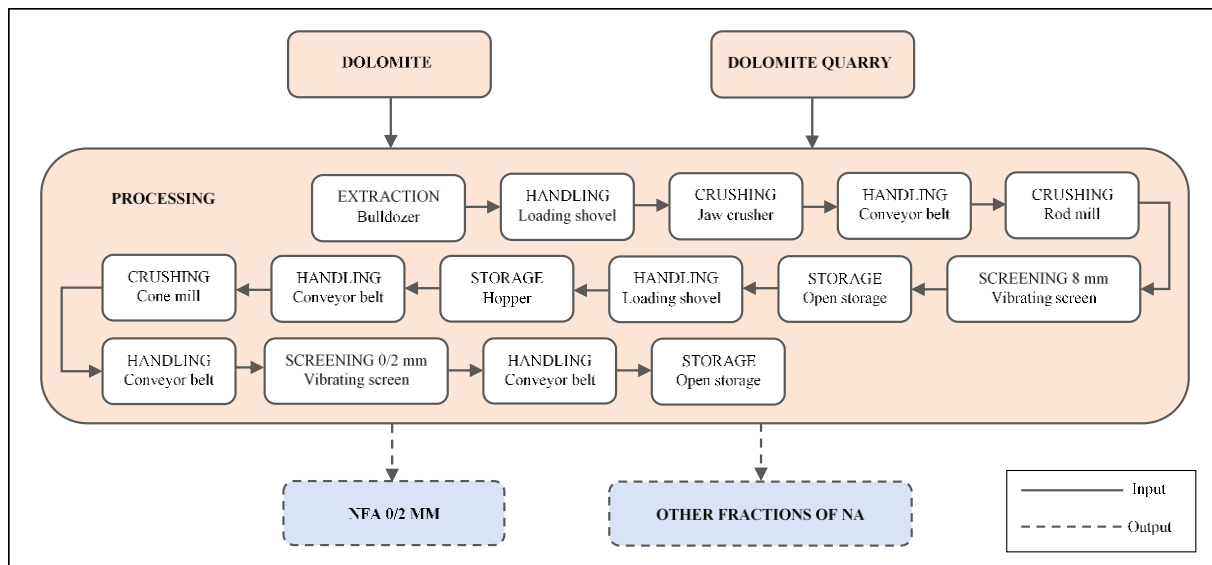 DOLOMITE
DOLOMITE QUARRY
PROCESSING
EXTRACTION
Bulldozer
HANDLING
Loading shovel
CRUSHING
Jaw crusher
HANDLING
Conveyor belt
CRUSHING
Rod mill
SCREENING 8 mm
Vibrating screen
STORAGE
Open storage
HANDLING
Loading shovel
STORAGE
Hopper
HANDLING
Conveyor belt
CRUSHING
Cone mill
HANDLING
Conveyor belt
SCREENING 0/2 mm
Vibrating screen
HANDLING
Conveyor belt
STORAGE
Open storage
NFA 0/2 MM
OTHER FRACTIONS OF NA
Input
Output